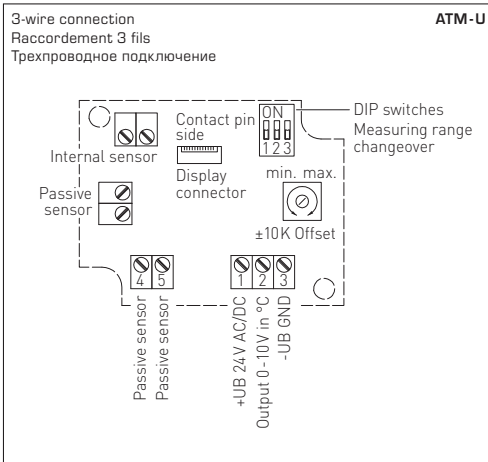 3-wire connection
ATM-U
Raccordement 3 fils
Трехпроводное подключение
ON
1 2 3
DIP switches
Measuring range
changeover
Contact pin
side
Internal sensor
Display
connector
min. max.
Passive
sensor
±10K Offset
4 5
1 2 3
Passive sensor
Passive sensor
+UB 24V AC/DC
Output 0-10V in °C
-UB GND